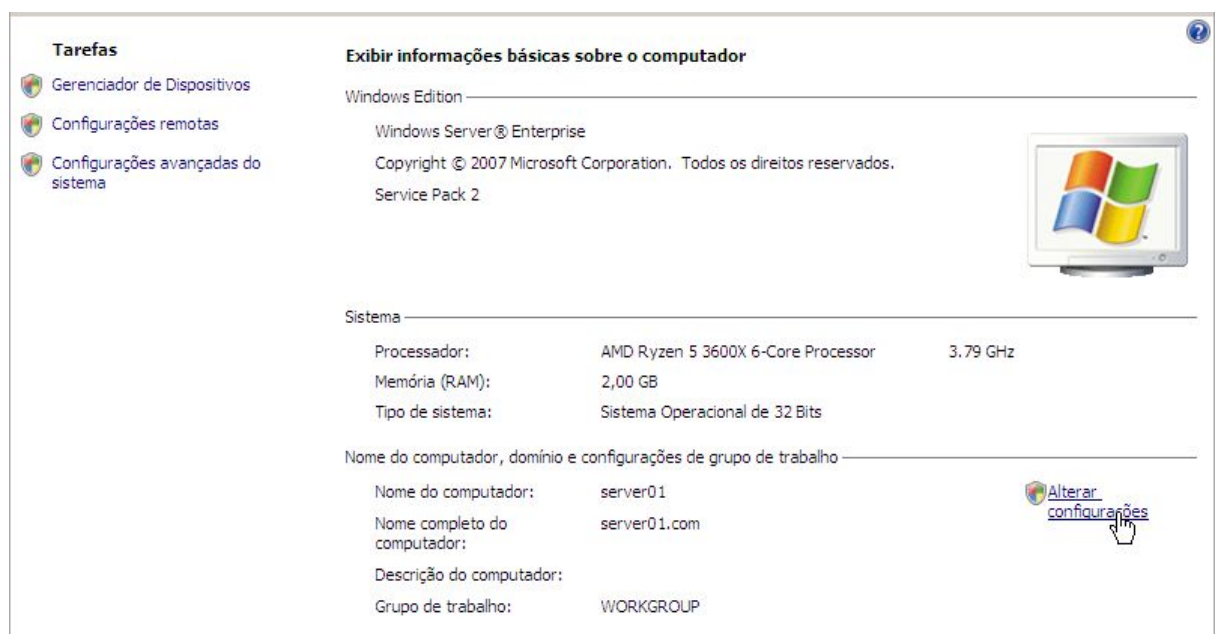 Tarefas
Gerenciador de Dispositivos
Configurações remotas
Configurações avançadas do
sistema
Exibir informações básicas sobre o computador
Windows Edition
Windows Server® Enterprise
Copyright © 2007 Microsoft Corporation. Todos os direitos reservados.
Service Pack 2
Sistema
Processador: AMD Ryzen 5 3600X 6-Core Processor 3.79 GHz
Memória (RAM): 2,00 GB
Tipo de sistema: Sistema Operacional de 32 Bits
Nome do computador, domínio e configurações de grupo de trabalho
Nome do computador: server01
Alterar
configurações
Nome completo do server01.com
computador:
Descrição do computador:
Grupo de trabalho: WORKGROUP